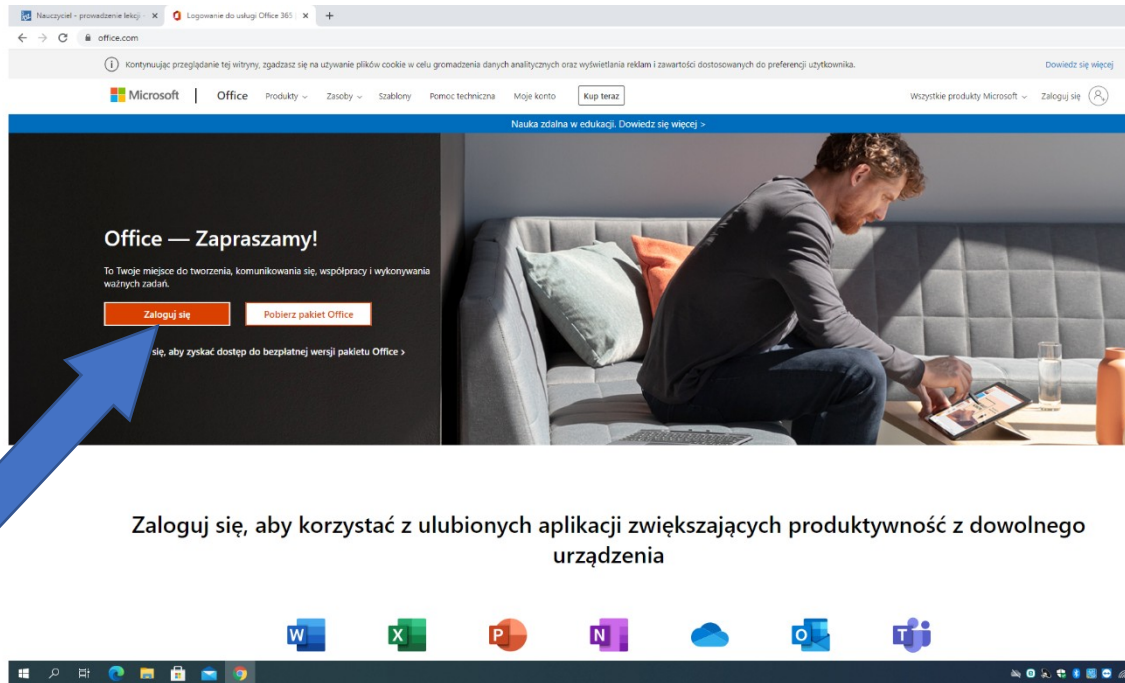 Nauczyciel - prowadzenie lekcji
Logowanie do usługi Office 365
office.com
Kontynuując przeglądanie tej witryny, zgadzasz się na używanie plików cookie w celu gromadzenia danych analitycznych oraz wyświetlania reklam i zawartości dostosowanych do preferencji użytkownika. Dowiedz się więcej
Microsoft | Office Produkty Zasoby Szablony Pomoc techniczna Moje konto Kup teraz Wszystkie produkty Microsoft Zaloguj się
Nauka zdalna w edukacji. Dowiedz się więcej >
Office — Zapraszamy!
To Twoje miejsce do tworzenia, komunikowania się, współpracy i wykonywania
ważnych zadań.
Zaloguj się Pobierz pakiet Office
się, aby zyskać dostęp do bezpłatnej wersji pakietu Office >
Zaloguj się, aby korzystać z ulubionych aplikacji zwiększających produktywność z dowolnego
urządzenia
W X P N O T